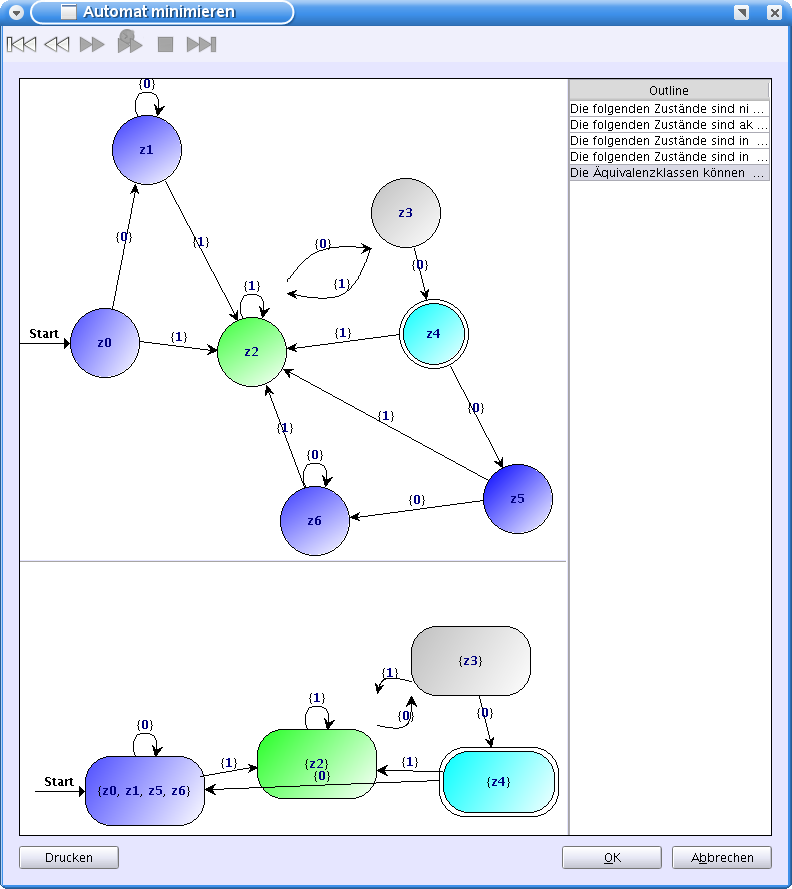 Automat minimieren
Outline
Die folgenden Zustände sind ni ...
Die folgenden Zustände sind ak ...
Die folgenden Zustände sind in ...
Die folgenden Zustände sind in ...
Die Äquivalenzklassen können ...
{0}
z1
z3
{0}
{1}
{0}
{1}
{0}
{1}
Start
z0
{1}
z2
{1}
z4
{0}
{1}
{1}
{0}
z6
{0}
z5
{z3}
{1}
{0}
{0}
{1}
{0}
{1}
{z2}
{0}
{1}
Start
{z0, z1, z5, z6}
{z4}
Drucken
OK
Abbrechen